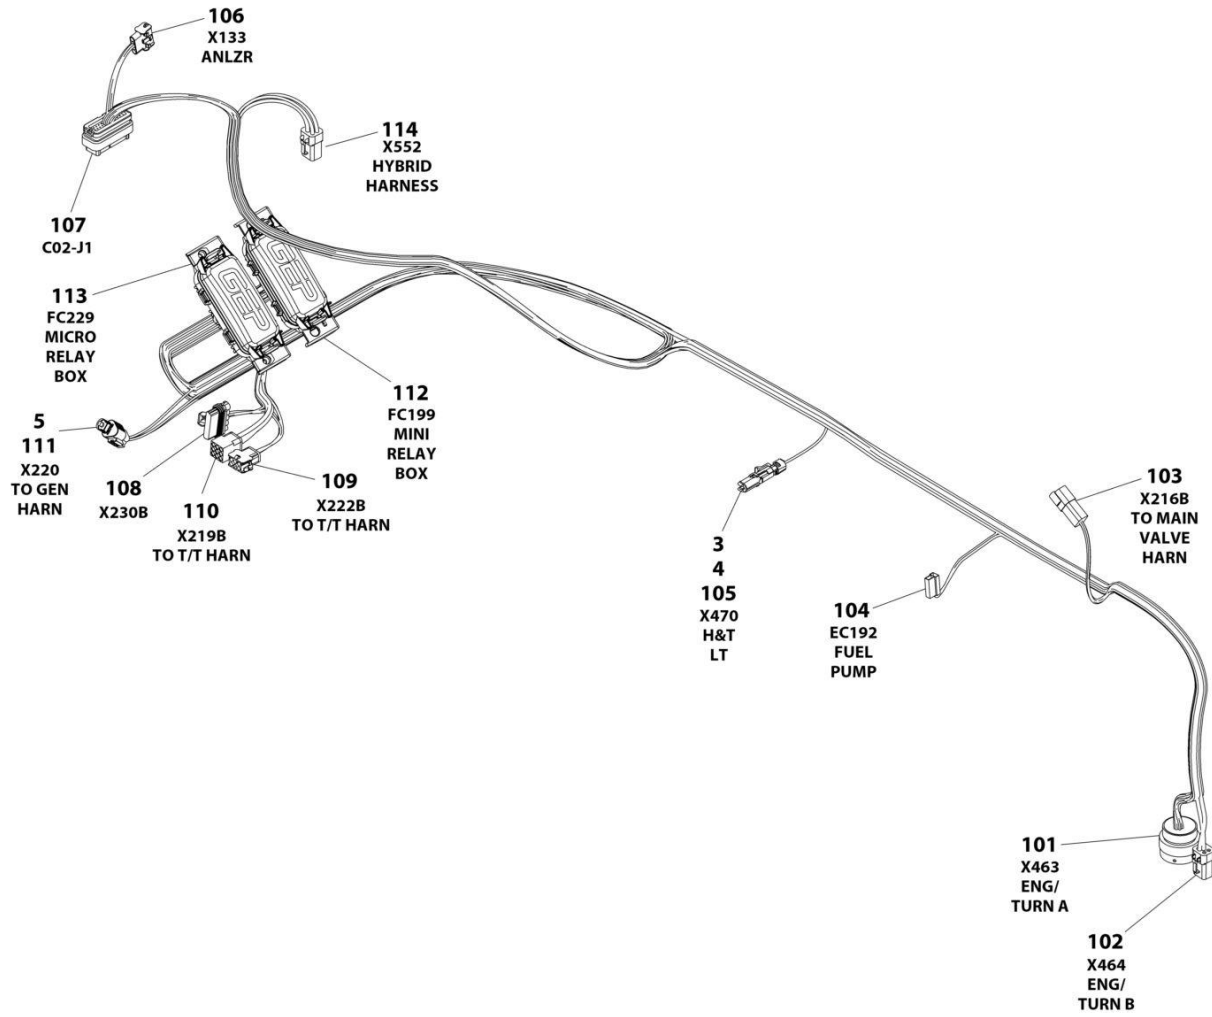 106
X133
ANLZR
114
X552
HYBRID
HARNESS
107
C02-J1
113
FC229
MICRO
RELAY
BOX
GEP
GEP
112
FC199
MINI
RELAY
BOX
5
111
X220
TO GEN
HARN
108
X230B
110
X219B
TO T/T HARN
109
X222B
TO T/T HARN
3
4
105
X470
H&T
LT
104
EC192
FUEL
PUMP
103
X216B
TO MAIN
VALVE
HARN
101
X463
ENG/
TURN A
102
X464
ENG/
TURN B